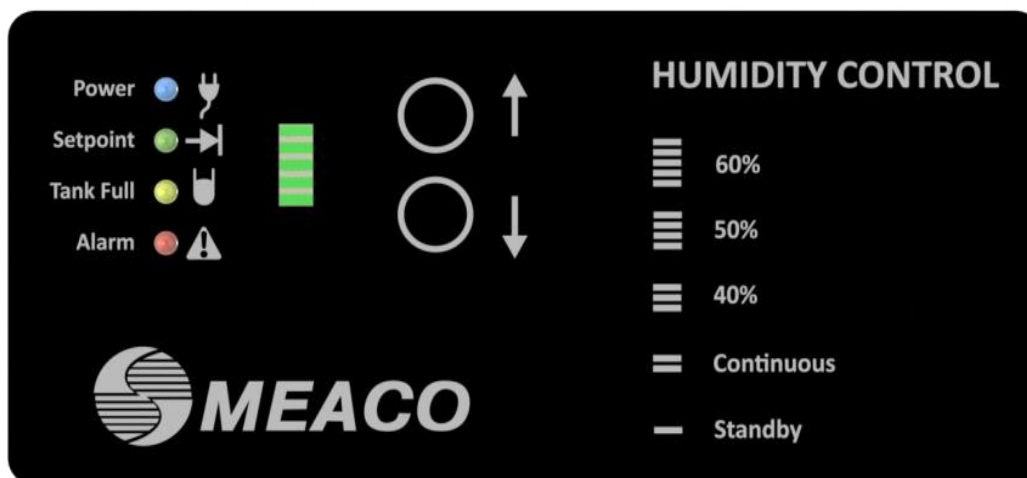 Power
Setpoint
Tank Full
Alarm
HUMIDITY CONTROL
60%
50%
40%
Continuous
Standby
MEACO